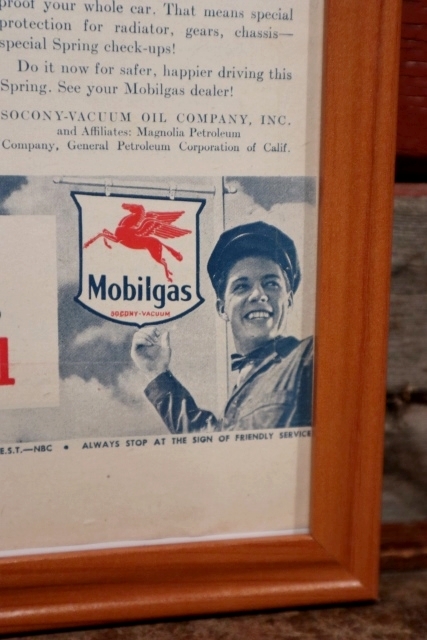 proof your whole car. That means special
protection for radiator, gears, chassis—
special Spring check-ups!
Do it now for safer, happier driving this
Spring. See your Mobilgas dealer!
SOCONY-VACUUM OIL COMPANY, INC.
and Affiliates: Magnolia Petroleum
Company, General Petroleum Corporation of Calif.
Mobilgas
SOCONY-VACUUM
E.S.T.—NBC • ALWAYS STOP AT THE SIGN OF FRIENDLY SERVICE